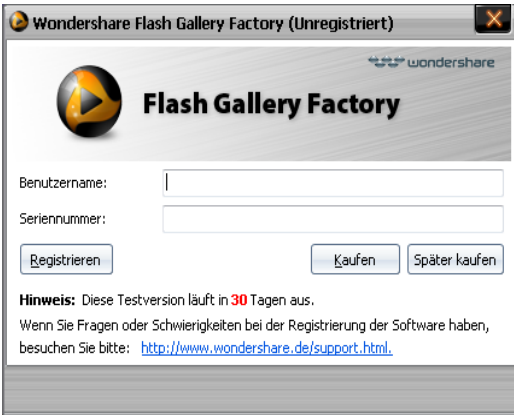 Wondershare Flash Gallery Factory (Unregistriert)
wondershare
Flash Gallery Factory
Benutzername:
Seriennummer:
Registrieren Kaufen Später kaufen
Hinweis: Diese Testversion läuft in 30 Tagen aus.
Wenn Sie Fragen oder Schwierigkeiten bei der Registrierung der Software haben,
besuchen Sie bitte: http://www.wondershare.de/support.html.